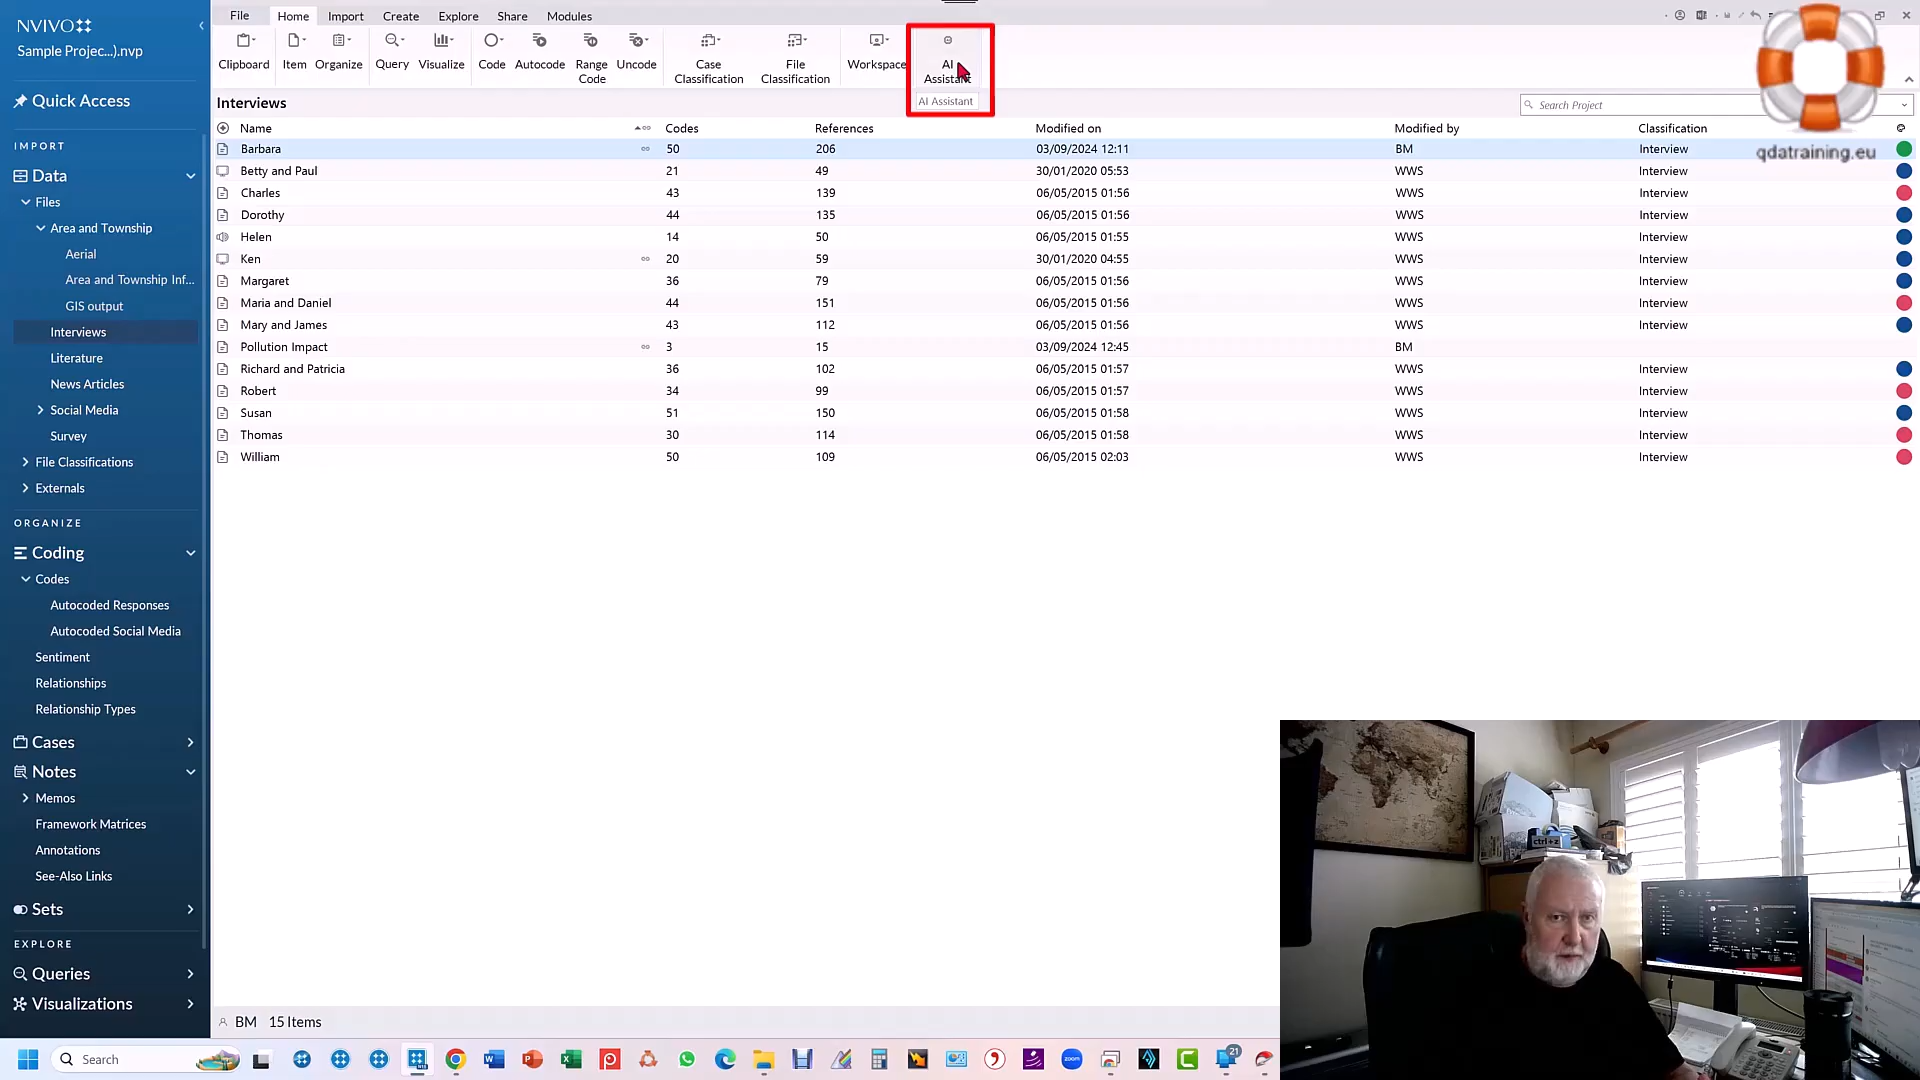 NVIVO
Sample Projec...).nvp
File Home Import Create Explore Share Modules
Clipboard Item Organize Query Visualize Code Autocode Range Code Uncode Case Classification File Classification Workspace AI Assistant
AI Assistant
qdatraining.eu
Quick Access
IMPORT
Data
Files
Area and Township
Aerial
Area and Township Inf...
GIS output
Interviews
Literature
News Articles
Social Media
Survey
File Classifications
Externals
ORGANIZE
Coding
Codes
Autocoded Responses
Autocoded Social Media
Sentiment
Relationships
Relationship Types
Cases
Notes
Memos
Framework Matrices
Annotations
See-Also Links
Sets
EXPLORE
Queries
Visualizations
Interviews
Search Project
Name Codes References Modified on Modified by Classification
Barbara 50 206 03/09/2024 12:11 BM Interview
Betty and Paul 21 49 30/01/2020 05:53 WWS Interview
Charles 43 139 06/05/2015 01:56 WWS Interview
Dorothy 44 135 06/05/2015 01:56 WWS Interview
Helen 14 50 06/05/2015 01:55 WWS Interview
Ken 20 59 30/01/2020 04:55 WWS Interview
Margaret 36 79 06/05/2015 01:56 WWS Interview
Maria and Daniel 44 151 06/05/2015 01:56 WWS Interview
Mary and James 43 112 06/05/2015 01:56 WWS Interview
Pollution Impact 3 15 03/09/2024 12:45 BM
Richard and Patricia 36 102 06/05/2015 01:57 WWS Interview
Robert 34 99 06/05/2015 01:57 WWS Interview
Susan 51 150 06/05/2015 01:58 WWS Interview
Thomas 30 114 06/05/2015 01:58 WWS Interview
William 50 109 06/05/2015 02:03 WWS Interview
ctrl+z
BM 15 Items
Search
zoom
21